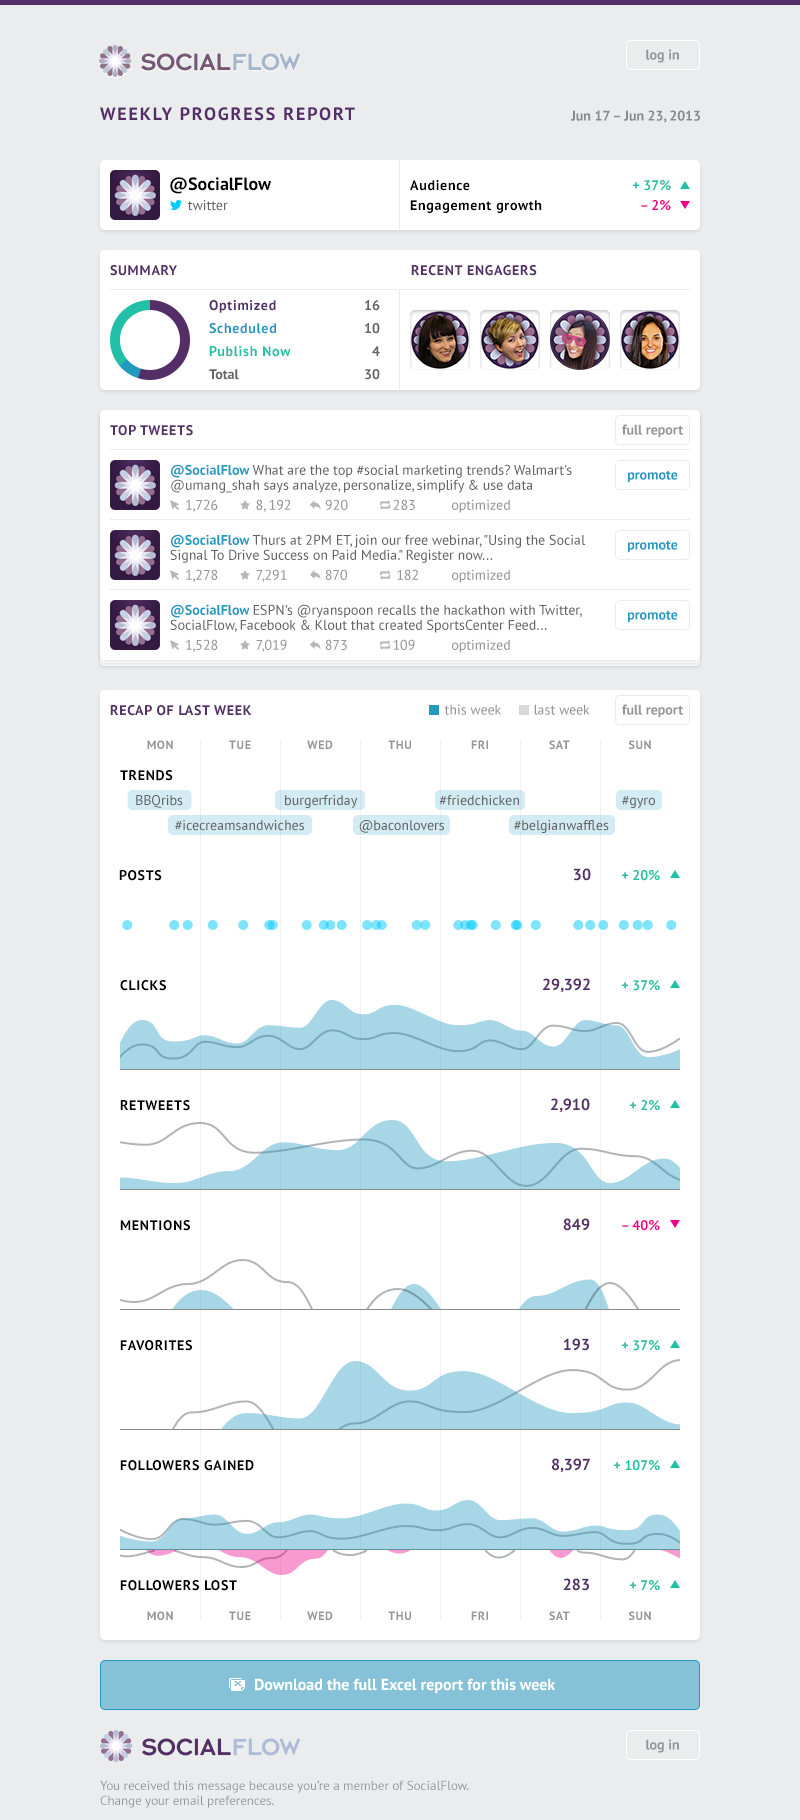 SOCIALFLOW
log in
WEEKLY PROGRESS REPORT
Jun 17 – Jun 23, 2013
@SocialFlow
twitter
Audience + 37%
Engagement growth – 2%
SUMMARY
Optimized 16
Scheduled 10
Publish Now 4
Total 30
RECENT ENGAGERS
TOP TWEETS
full report
@SocialFlow What are the top #social marketing trends? Walmart's
@umang_shah says analyze, personalize, simplify & use data
1,726 8,192 920 283 optimized
promote
@SocialFlow Thurs at 2PM ET, join our free webinar, "Using the Social
Signal To Drive Success on Paid Media." Register now...
1,278 7,291 870 182 optimized
promote
@SocialFlow ESPN's @ryanspoon recalls the hackathon with Twitter,
SocialFlow, Facebook & Klout that created SportsCenter Feed...
1,528 7,019 873 109 optimized
promote
RECAP OF LAST WEEK
this week last week
full report
MON TUE WED THU FRI SAT SUN
TRENDS
BBQribs burgerfriday #friedchicken #gyro
#icecreamsandwiches @baconlovers #belgianwaffles
POSTS 30 + 20%
CLICKS 29,392 + 37%
RETWEETS 2,910 + 2%
MENTIONS 849 – 40%
FAVORITES 193 + 37%
FOLLOWERS GAINED 8,397 + 107%
FOLLOWERS LOST 283 + 7%
MON TUE WED THU FRI SAT SUN
Download the full Excel report for this week
SOCIALFLOW
log in
You received this message because you're a member of SocialFlow.
Change your email preferences.